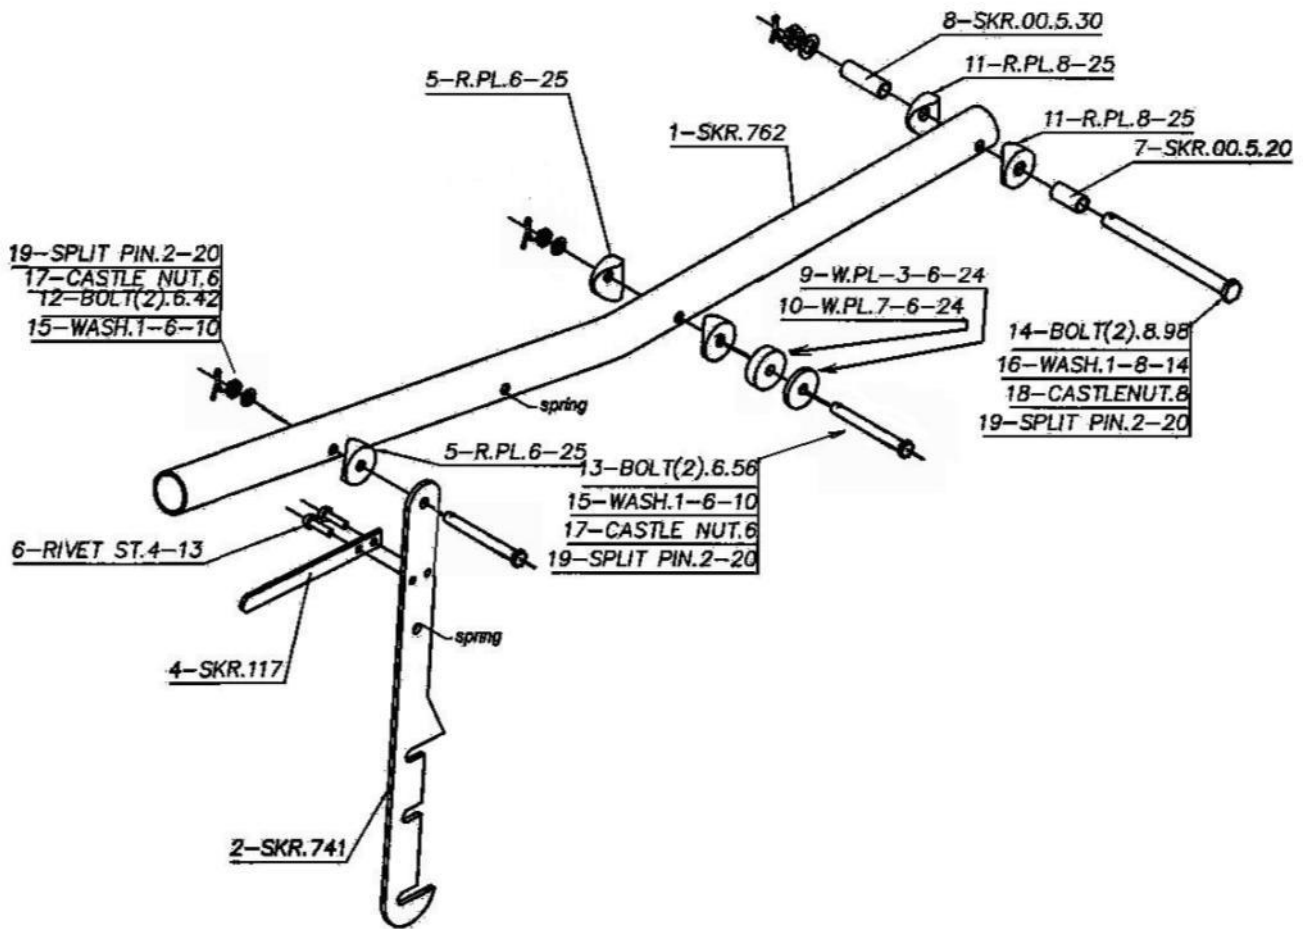 8-SKR.00.5.30
11-R.PL.8-25
5-R.PL.6-25
11-R.PL.8-25
1-SKR.762
7-SKR.00.5.20
19-SPLIT PIN.2-20
17-CASTLE NUT.6
12-BOLT(2).6.42
15-WASH.1-6-10
9-W.PL-3-6-24
10-W.PL.7-6-24
14-BOLT(2).8.98
16-WASH.1-8-14
18-CASTLENUT.8
19-SPLIT PIN.2-20
spring
5-R.PL.6-25
13-BOLT(2).6.56
15-WASH.1-6-10
17-CASTLE NUT.6
19-SPLIT PIN.2-20
6-RIVET ST.4-13
spring
4-SKR.117
2-SKR.741